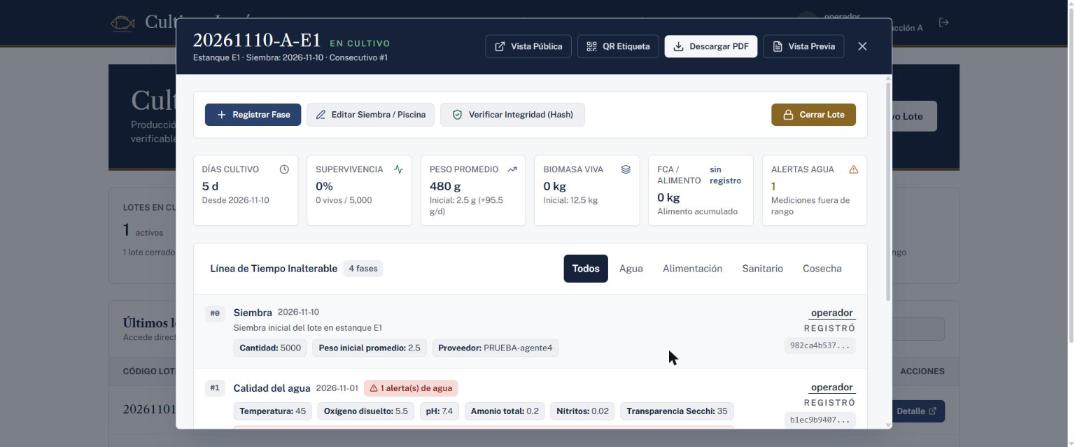 Cult
operador
cción A
20261110-A-E1 EN CULTIVO
Estanque E1 · Siembra: 2026-11-10 · Consecutivo #1
Vista Pública
QR Etiqueta
Descargar PDF
Vista Previa
Cult
Producció
verificable
vo Lote
Registrar Fase
Editar Siembra / Piscina
Verificar Integridad (Hash)
Cerrar Lote
DÍAS CULTIVO
5 d
Desde 2026-11-10
SUPERVIVENCIA
0%
0 vivos / 5,000
PESO PROMEDIO
480 g
Inicial: 2.5 g (+95.5
g/d)
BIOMASA VIVA
0 kg
Inicial: 12.5 kg
FCA /
ALIMENTO
sin
registro
0 kg
Alimento acumulado
ALERTAS AGUA
1
Mediciones fuera de
rango
LOTES EN CU
1 activos
1 lote cerrado
ngo
Línea de Tiempo Inalterable 4 fases
Todos
Agua
Alimentación
Sanitario
Cosecha
#0 Siembra 2026-11-10
Siembra inicial del lote en estanque E1
Cantidad: 5000
Peso inicial promedio: 2.5
Proveedor: PRUEBA-agente4
operador
REGISTRÓ
982ca4b537...
Últimos l
Accede direc
CÓDIGO LOT
ACCIONES
20261101
Detalle
#1 Calidad del agua 2026-11-01 1 alerta(s) de agua
Temperatura: 45
Oxígeno disuelto: 5.5
pH: 7.4
Amonio total: 0.2
Nitritos: 0.02
Transparencia Secchi: 35
operador
REGISTRÓ
b1ec9b9407...